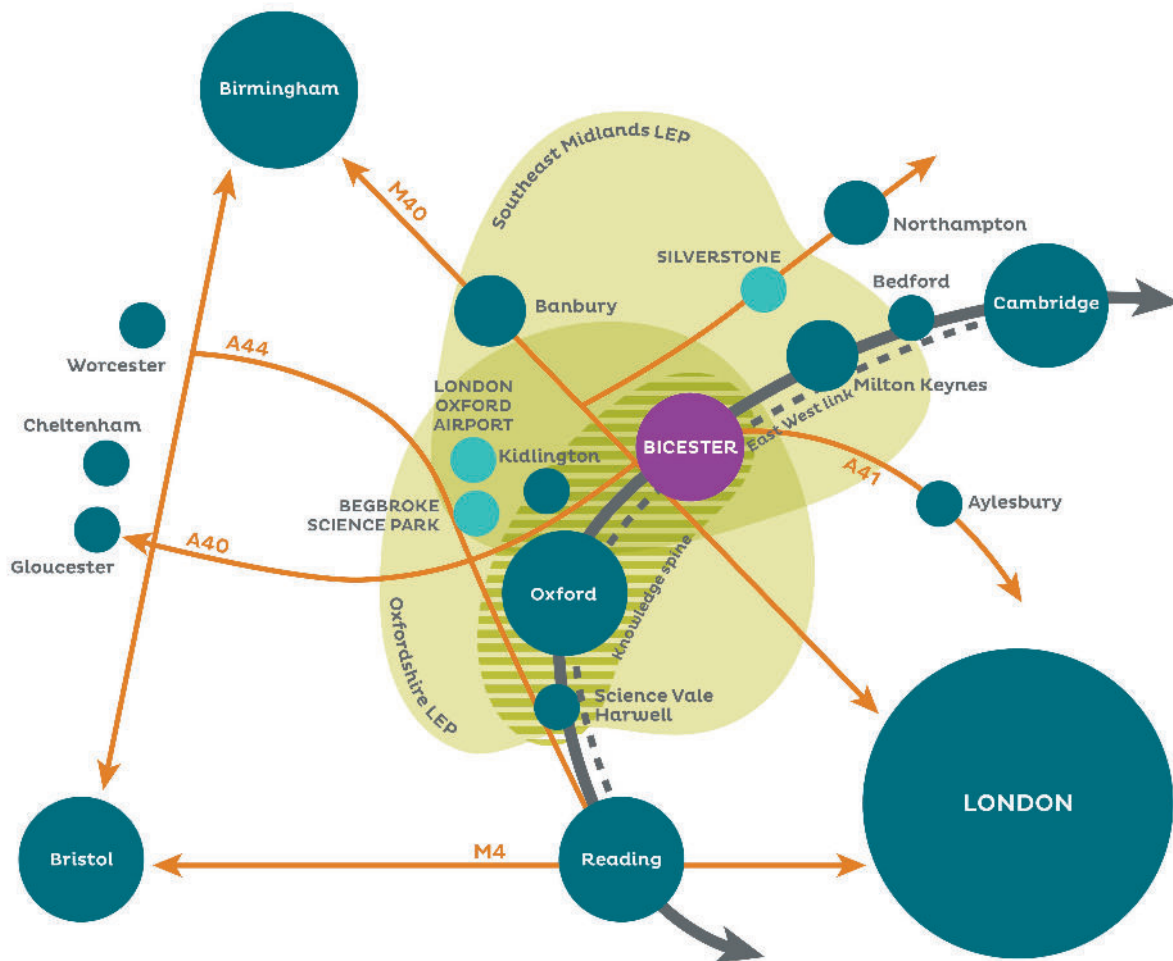 Birmingham
Southeast Midlands LEP
M40
Northampton
SILVERSTONE
Bedford
Cambridge
Banbury
Worcester
A44
Milton Keynes
LONDON
OXFORD
AIRPORT
East West link
Cheltenham
Kidlington
BICESTER
A41
Aylesbury
BEGBROKE
SCIENCE PARK
A40
Gloucester
Oxford
Knowledge spine
Oxfordshire LEP
Science Vale
Harwell
LONDON
M4
Bristol
Reading